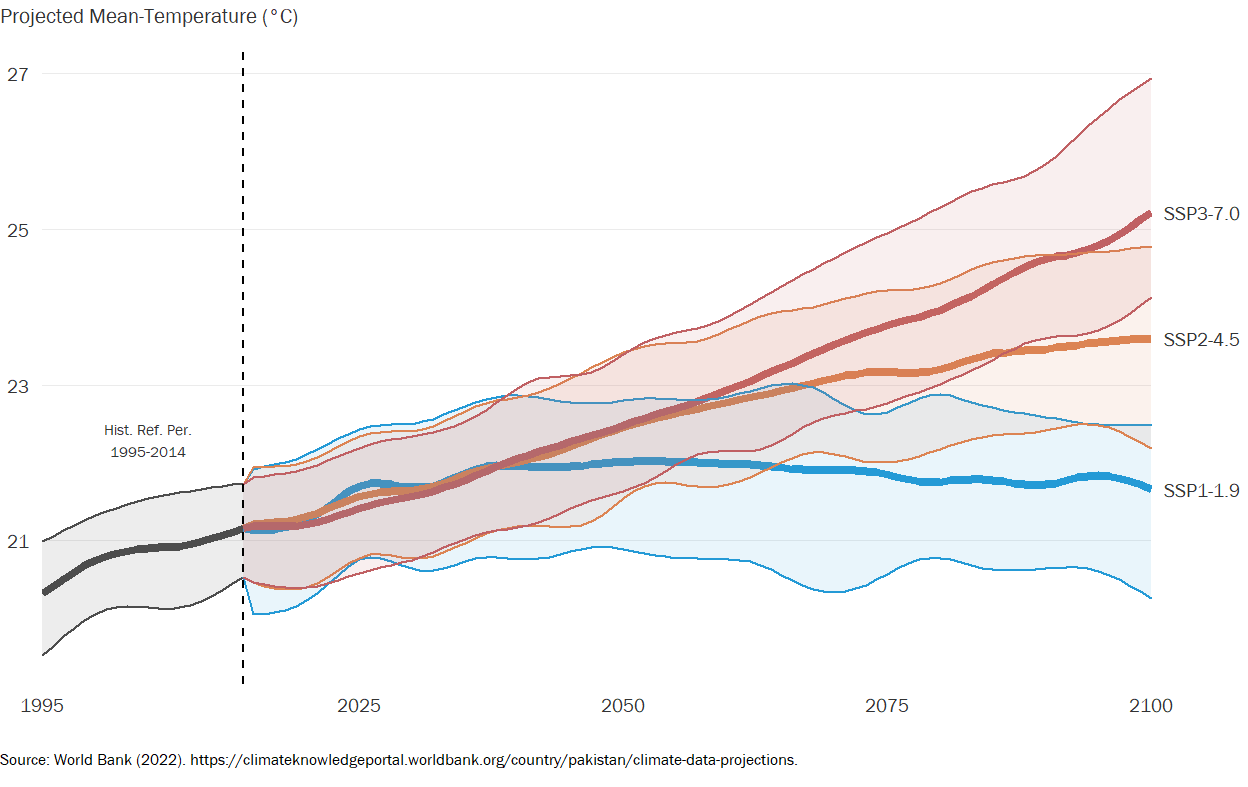 Projected Mean-Temperature (°C)
27
25
23
21
Hist. Ref. Per.
1995-2014
SSP3-7.0
SSP2-4.5
SSP1-1.9
1995
2025
2050
2075
2100
Source: World Bank (2022). https://climateknowledgeportal.worldbank.org/country/pakistan/climate-data-projections.